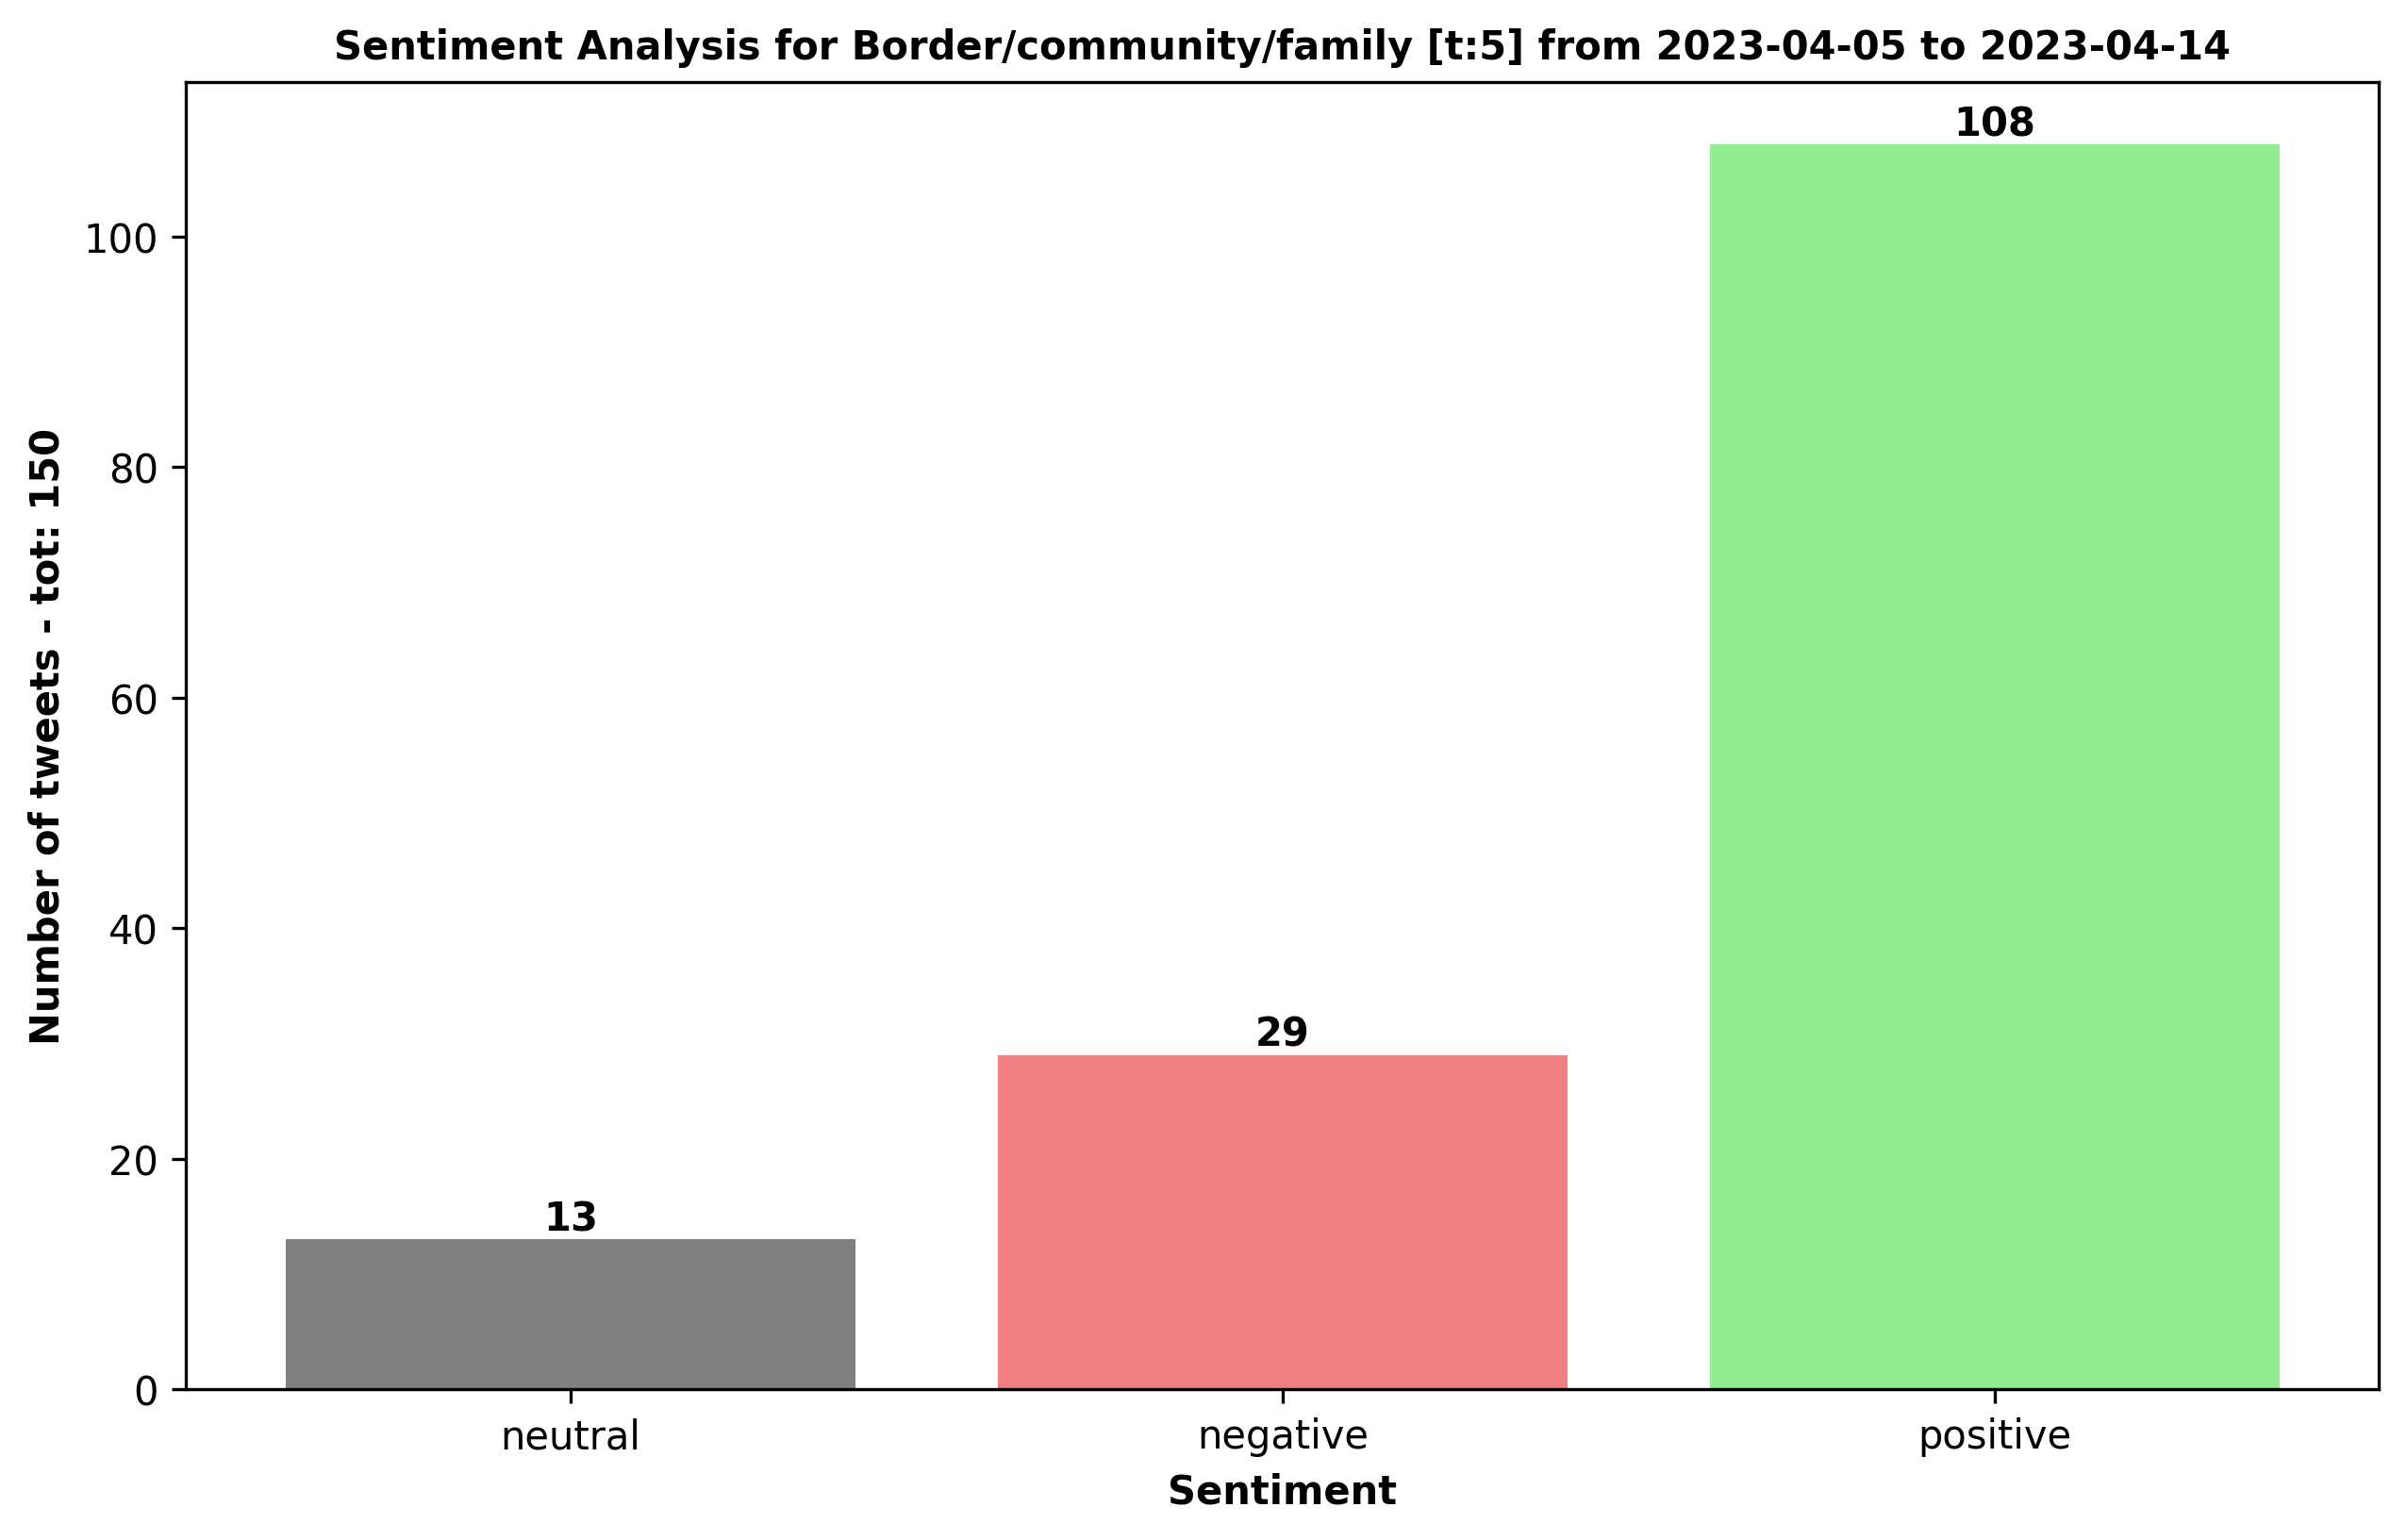 Sentiment Analysis for Border/community/family [t:5] from 2023-04-05 to 2023-04-14
Number of tweets - tot: 150
100
80
60
40
20
0
13
29
108
neutral
negative
positive
Sentiment